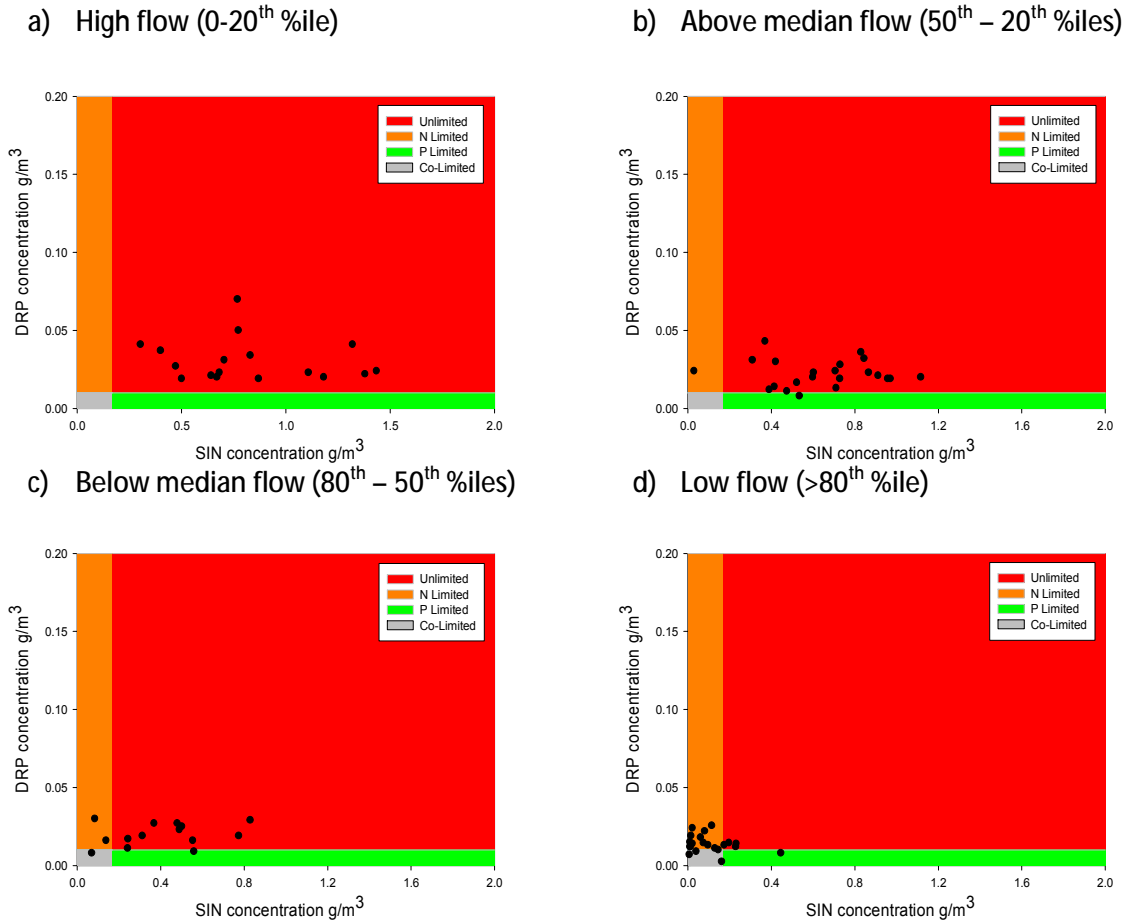 a) High flow (0-20th %ile)
b) Above median flow (50th – 20th %iles)
0.20
0.15
0.10
0.05
0.00
DRP concentration g/m3
Unlimited
N Limited
P Limited
Co-Limited
0.0 0.5 1.0 1.5 2.0
SIN concentration g/m3
0.20
0.15
0.10
0.05
0.00
DRP concentration g/m3
Unlimited
N Limited
P Limited
Co-Limited
0.0 0.4 0.8 1.2 1.6 2.0
SIN concentration g/m3
c) Below median flow (80th – 50th %iles)
d) Low flow (>80th %ile)
0.20
0.15
0.10
0.05
0.00
DRP concentration g/m3
Unlimited
N Limited
P Limited
Co-Limited
0.0 0.4 0.8 1.2 1.6 2.0
SIN concentration g/m3
0.20
0.15
0.10
0.05
0.00
DRP concentration g/m3
Unlimited
N Limited
P Limited
Co-Limited
0.0 0.4 0.8 1.2 1.6 2.0
SIN concentration g/m3